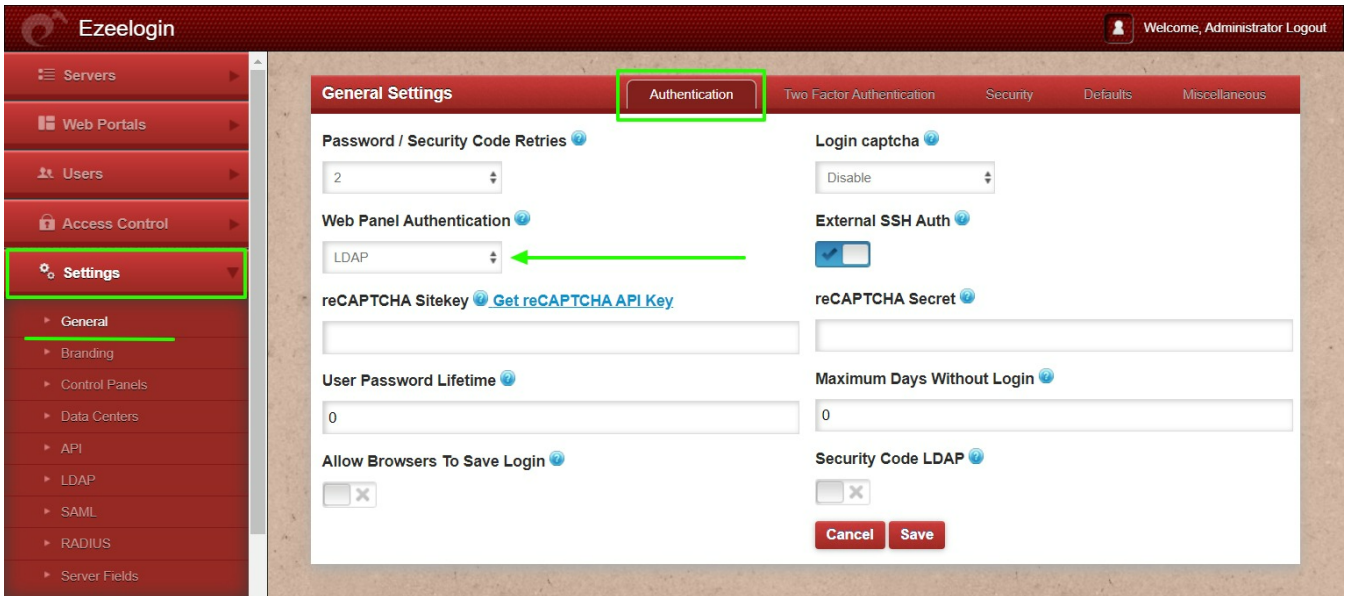 Ezeelogin
Welcome, Administrator Logout
Servers
Web Portals
Users
Access Control
Settings
General
Branding
Control Panels
Data Centers
API
LDAP
SAML
RADIUS
Server Fields
General Settings
Authentication
Two Factor Authentication
Security
Defaults
Miscellaneous
Password / Security Code Retries
2
Login captcha
Disable
Web Panel Authentication
LDAP
External SSH Auth
reCAPTCHA Sitekey Get reCAPTCHA API Key
reCAPTCHA Secret
User Password Lifetime
0
Maximum Days Without Login
0
Allow Browsers To Save Login
Security Code LDAP
Cancel
Save